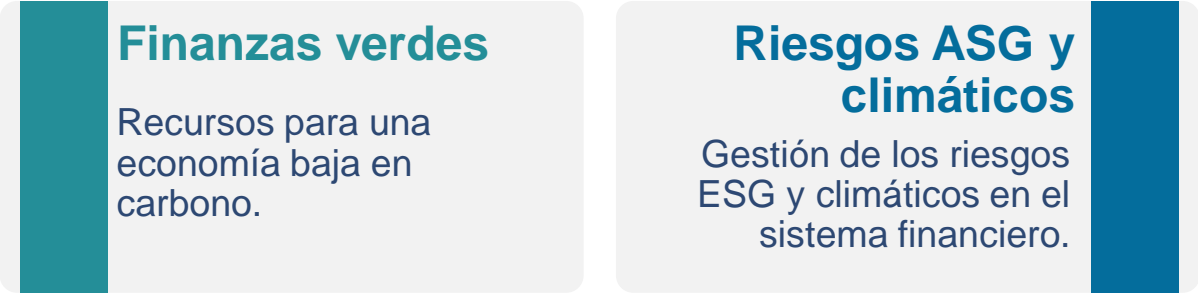 Finanzas verdes
Recursos para una
economía baja en
carbono.
Riesgos ASG y
climáticos
Gestión de los riesgos
ESG y climáticos en el
sistema financiero.